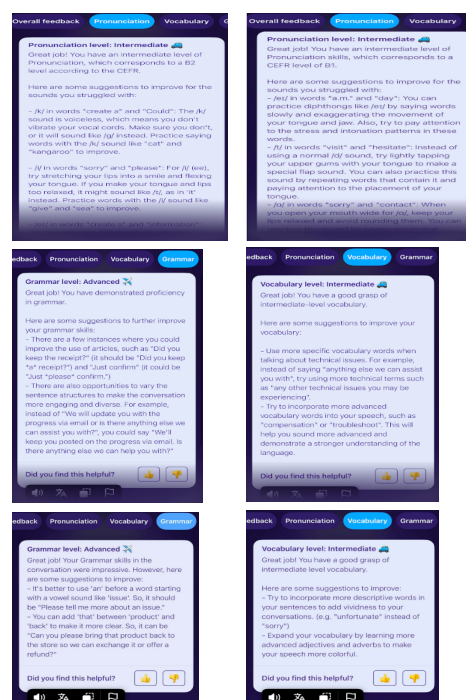 Overall feedback Pronunciation Vocabulary G
Pronunciation level: Intermediate 🚙
Great job! You have an intermediate level of
Pronunciation, which corresponds to a B2
level according to the CEFR.
Here are some suggestions to improve for the
sounds you struggled with:
- /k/ in words "create a" and "Could": The /k/
sound is voiceless, which means you don't
vibrate your vocal cords. Make sure you don't,
or it will sound like /g/ instead. Practice saying
words with the /k/ sound like "cat" and
"kangaroo" to improve.
- /i/ in words "sorry" and "please": For /i/ (ee),
try stretching your lips into a smile and flexing
your tongue. If you make your tongue and lips
too relaxed, it might sound like /ɪ/, as in "it"
instead. Practice words with the /i/ sound like
"give" and "sea" to improve.
in words "create a" and "information"
Overall feedback Pronunciation Vocabulary
Pronunciation level: Intermediate 🚙
Great job! You have an intermediate level of
Pronunciation skills, which corresponds to a
CEFR level of B1.
Here are some suggestions to improve for the
sounds you struggled with:
- /eɪ/ in words "a.m." and "day": You can
practice diphthongs like /eɪ/ by saying words
slowly and exaggerating the movement of
your tongue and jaw. Also, try to pay attention
to the stress and intonation patterns in these
words.
in words "visit" and "hesitate": Instead of
using a normal /d/ sound, try lightly tapping
your upper gums with your tongue to make a
special flap sound. You can also practice this
sound by repeating words that contain it and
paying attention to the placement of your
tongue.
in words "sorry" and "contact": When
you open your mouth wide for /ɑ/, keep your
lips relaxed and avoid rounding them. You can
edback Pronunciation Vocabulary Grammar
Grammar level: Advanced ✈️
Great job! You have demonstrated proficiency
in grammar.
Here are some suggestions to further improve
your grammar skills:
- There are a few instances where you could
improve the use of articles, such as "Did you
keep the receipt?" (it should be "Did you keep
*a* receipt?") and "Just confirm" (it could be
"Just *please* confirm.")
- There are also opportunities to vary the
sentence structures to make the conversation
more engaging and diverse. For example,
instead of "We will update you with the
progress via email or is there anything else we
can assist you with?", you could say "We'll
keep you posted on the progress via email. Is
there anything else we can help you with?"
Did you find this helpful? 👍 👎
edback Pronunciation Vocabulary Grammar
Vocabulary level: Intermediate 🚙
Great job! You have a good grasp of
intermediate-level vocabulary.
Here are some suggestions to improve your
vocabulary:
- Use more specific vocabulary words when
talking about technical issues. For example,
instead of saying "anything else we can assist
you with", try using more technical terms such
as "any other technical issues you may be
experiencing".
- Try to incorporate more advanced
vocabulary words into your speech, such as
"compensation" or "troubleshoot". This will
help you sound more advanced and
demonstrate a stronger understanding of the
language.
Did you find this helpful? 👍 👎
edback Pronunciation Vocabulary Grammar
Grammar level: Advanced ✈️
Great job! Your Grammar skills in the
conversation were impressive. However, here
are some suggestions to improve:
- It's better to use 'an' before a word starting
with a vowel sound like 'issue'. So, it should
be "Please tell me more about an issue."
- You can add 'that' between 'product' and
'back' to make it more clear. So, it can be
"Can you please bring that product back to
the store so we can exchange it or offer a
refund?"
Did you find this helpful? 👍 👎
edback Pronunciation Vocabulary Grammar
Vocabulary level: Intermediate 🚙
Great job! You have a good grasp of
intermediate level vocabulary.
Here are some suggestions to improve:
- Try to incorporate more descriptive words in
your sentences to add vividness to your
conversations. (e.g. "unfortunate" instead of
"sorry")
- Expand your vocabulary by learning more
advanced adjectives and adverbs to make
your speech more colorful.
Did you find this helpful? 👍 👎